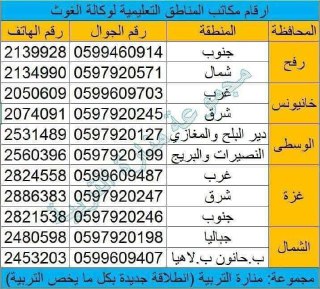 ارقام مكاتب المناطق التعليمية لوكالة الغوث
المحافظة المنطقة رقم الجوال رقم الهاتف
رفح جنوب 0599460914 2139928
شمال 0597920571 2134990
خانيونس غرب 0599609703 2050609
شرق 0597920245 2074091
الوسطى دير البلح والمغازي 0597920127 2531489
النصيرات والبريج 0597920199 2560396
غزة غرب 0599609487 2824558
شرق 0597920247 2886383
جنوب 0597920246 2821538
الشمال جباليا 0597920198 2480598
ب.حانون ب.لاهيا 0599609407 2453203
مجموعة: منارة التربية (انطلاقة جديدة بكل ما يخص التربية)